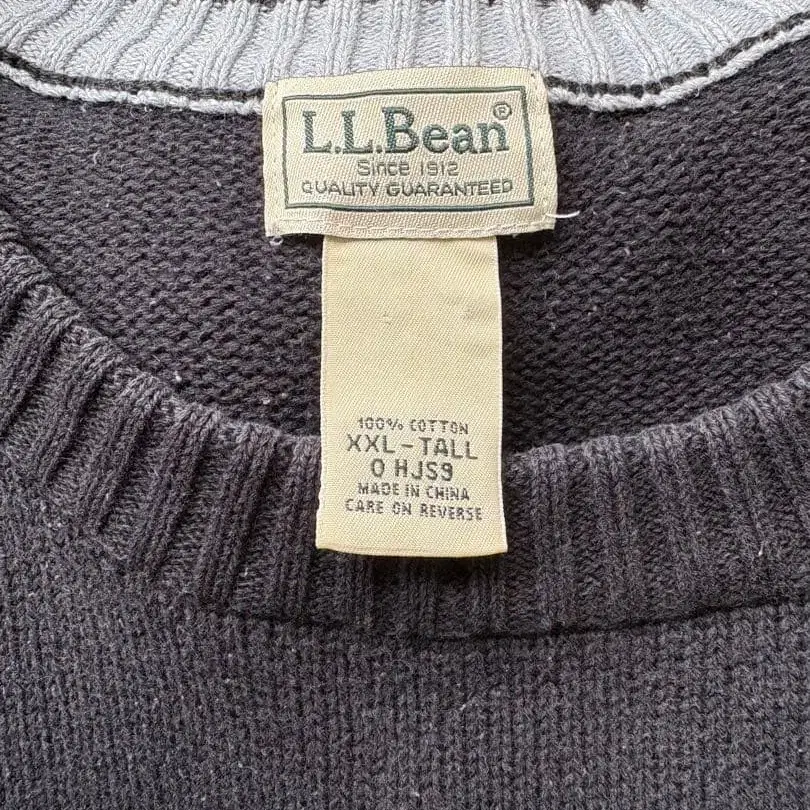 L.L.Bean®
Since 1912
QUALITY GUARANTEED
100% COTTON
XXL-TALL
0 HJS9
MADE IN CHINA
CARE ON REVERSE